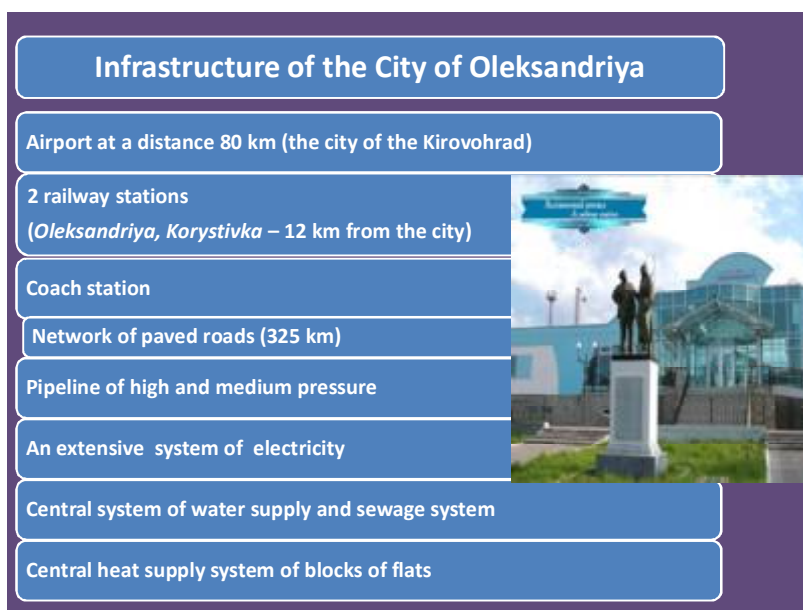 Infrastructure of the City of Oleksandriya
Airport at a distance 80 km (the city of the Kirovohrad)
2 railway stations
(Oleksandriya, Korystivka – 12 km from the city)
Coach station
Network of paved roads (325 km)
Pipeline of high and medium pressure
An extensive system of electricity
Central system of water supply and sewage system
Central heat supply system of blocks of flats